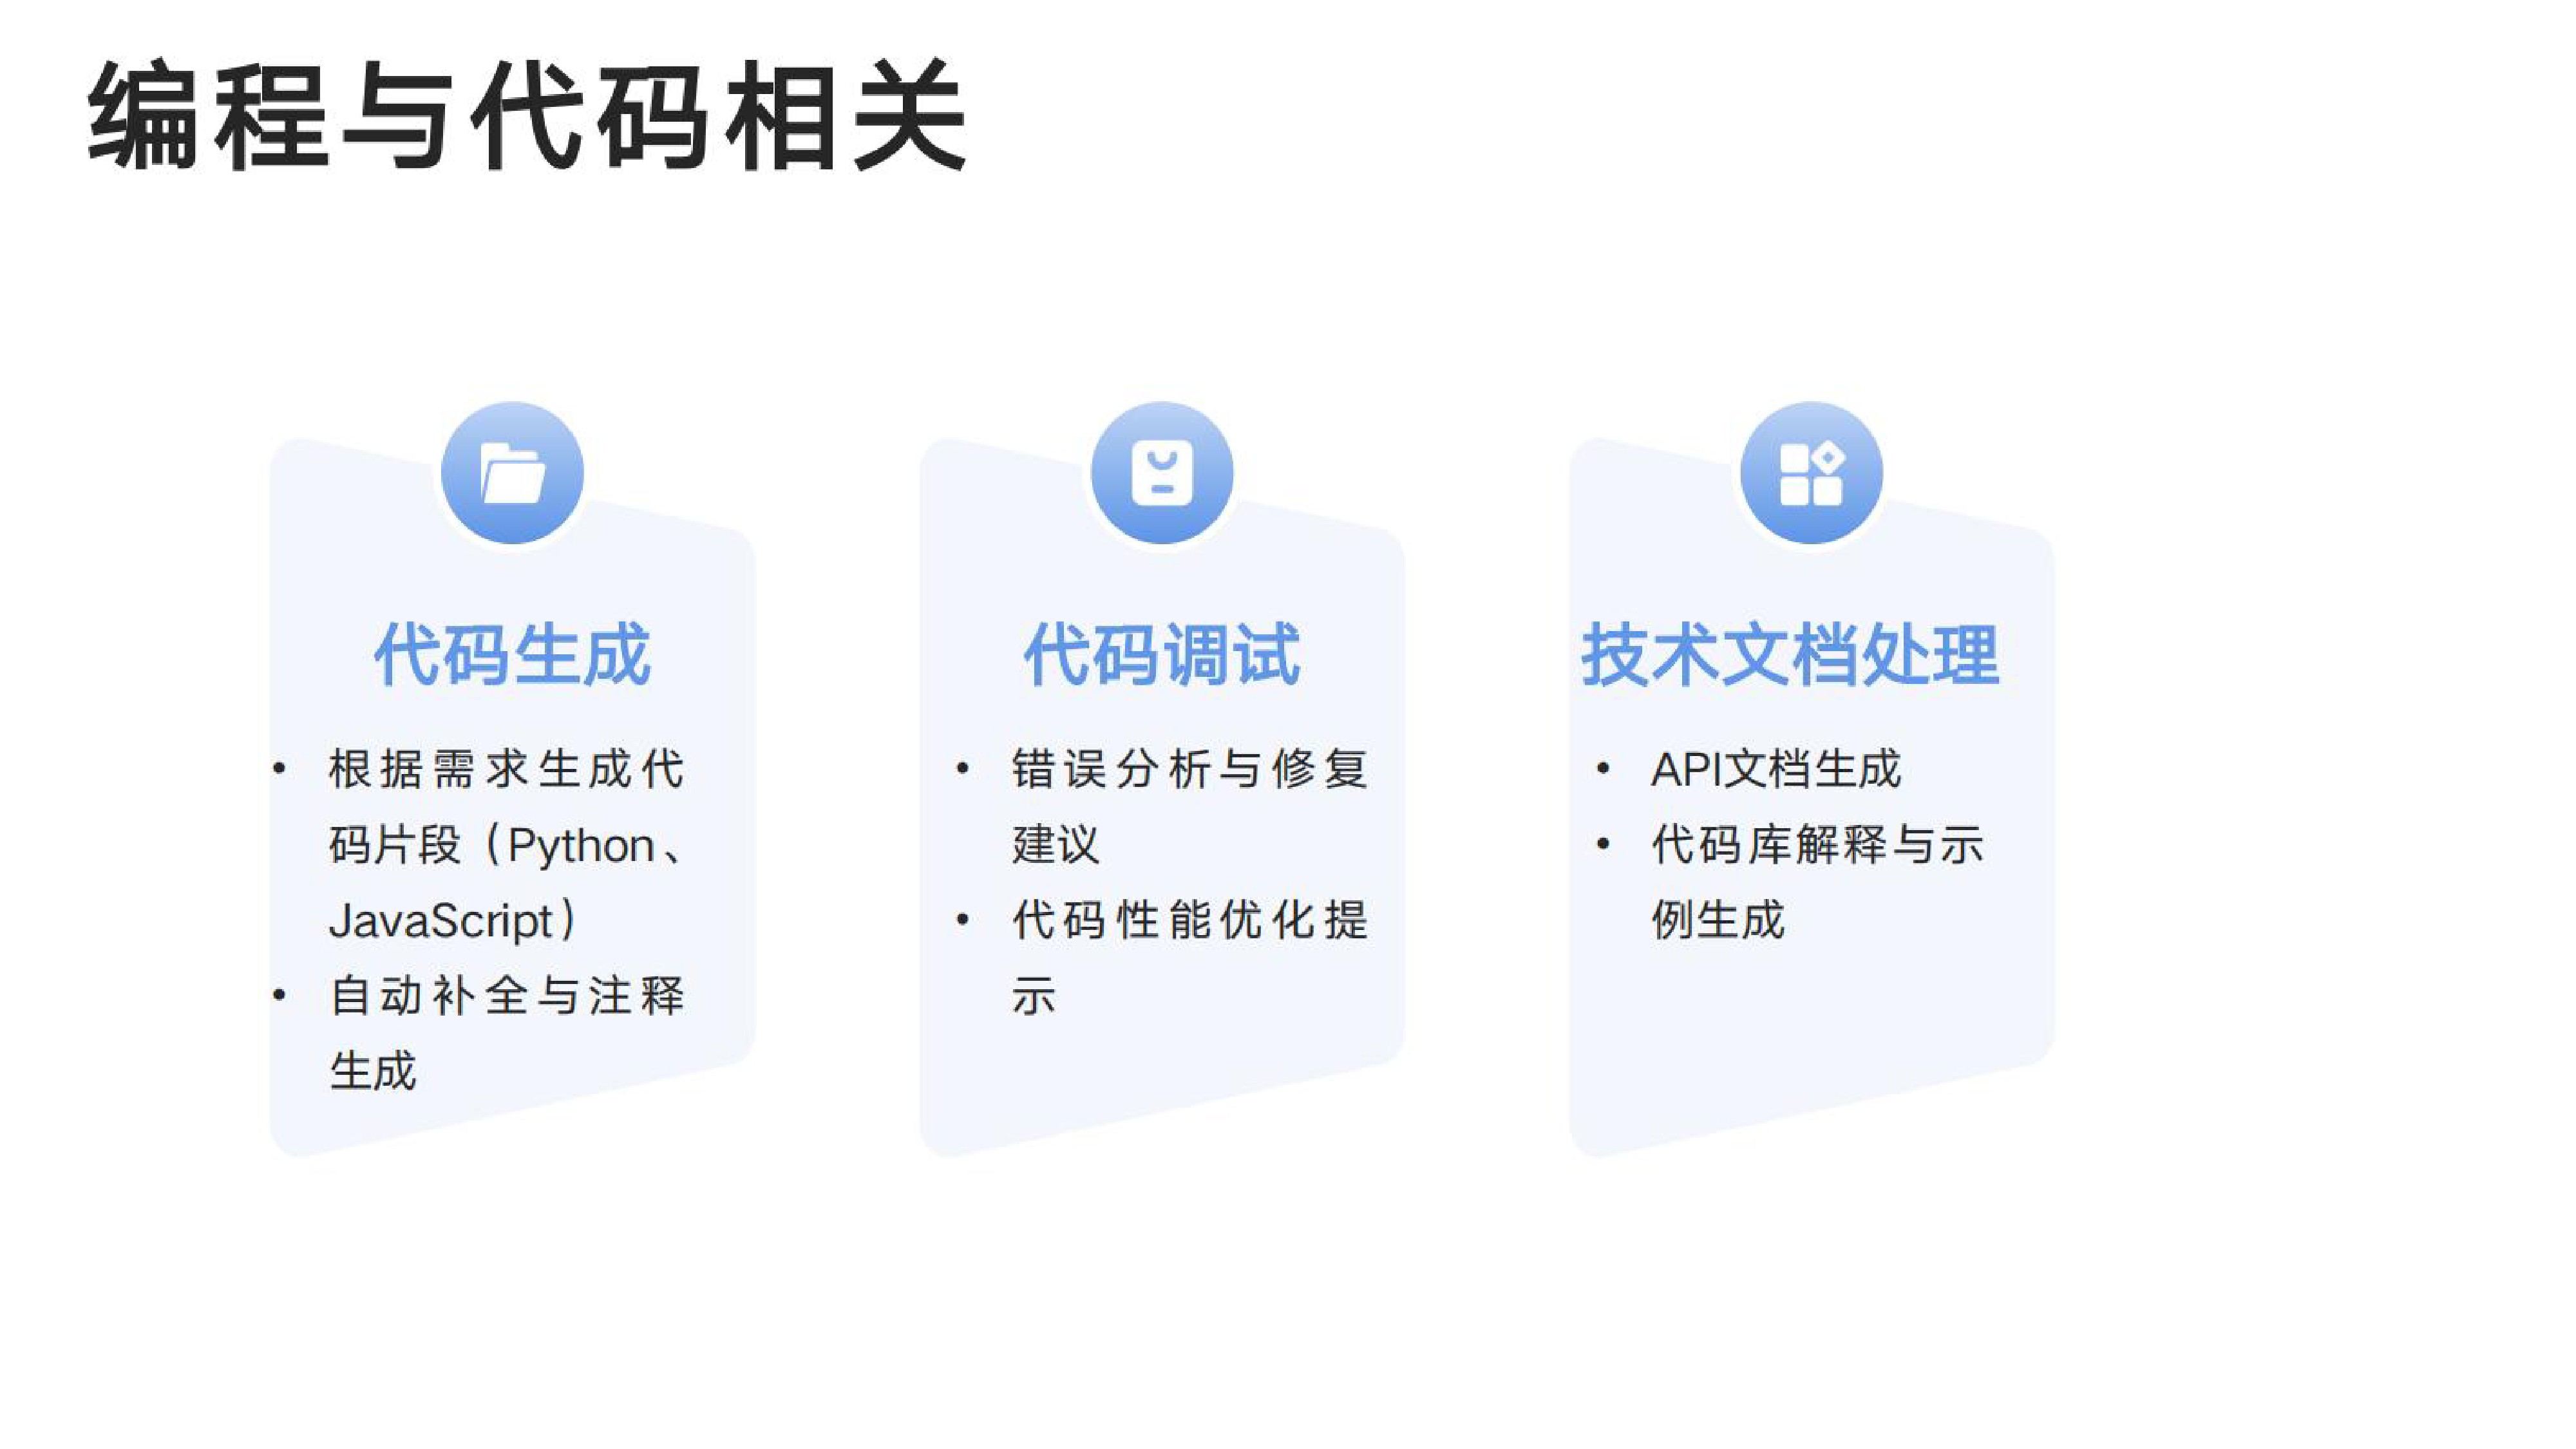 编程与代码相关
代码生成
• 根据需求生成代
码片段（Python、
JavaScript）
• 自动补全与注释
生成
代码调试
• 错误分析与修复
建议
• 代码性能优化提
示
技术文档处理
• API文档生成
• 代码库解释与示
例生成